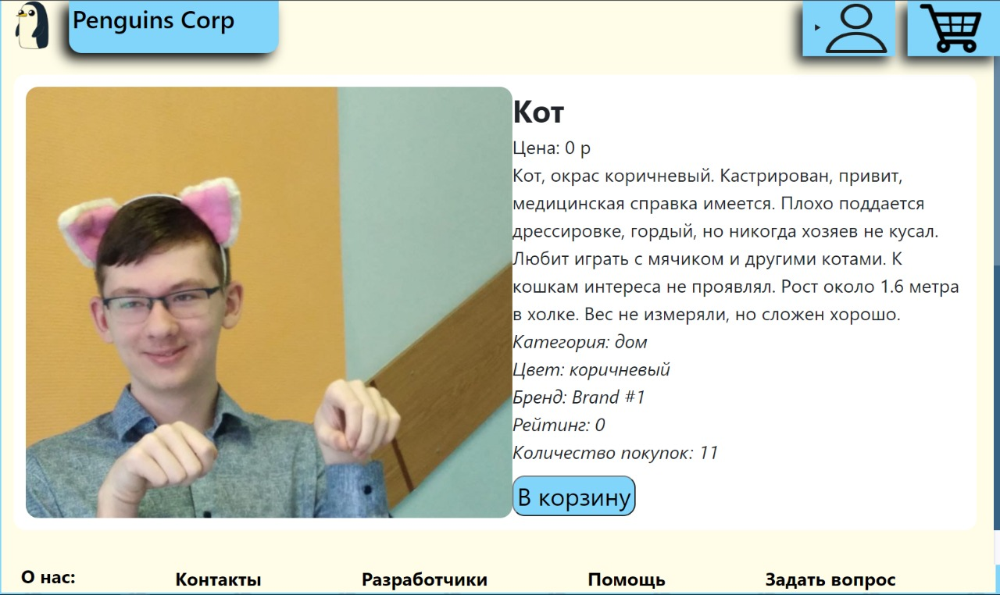 Penguins Corp
Кот
Цена: 0 р
Кот, окрас коричневый. Кастрирован, привит,
медицинская справка имеется. Плохо поддается
дрессировке, гордый, но никогда хозяев не кусал.
Любит играть с мячиком и другими котами. К
кошкам интереса не проявлял. Рост около 1.6 метра
в холке. Вес не измеряли, но сложен хорошо.
Категория: дом
Цвет: коричневый
Бренд: Brand #1
Рейтинг: 0
Количество покупок: 11
В корзину
О нас:
Контакты
Разработчики
Помощь
Задать вопрос